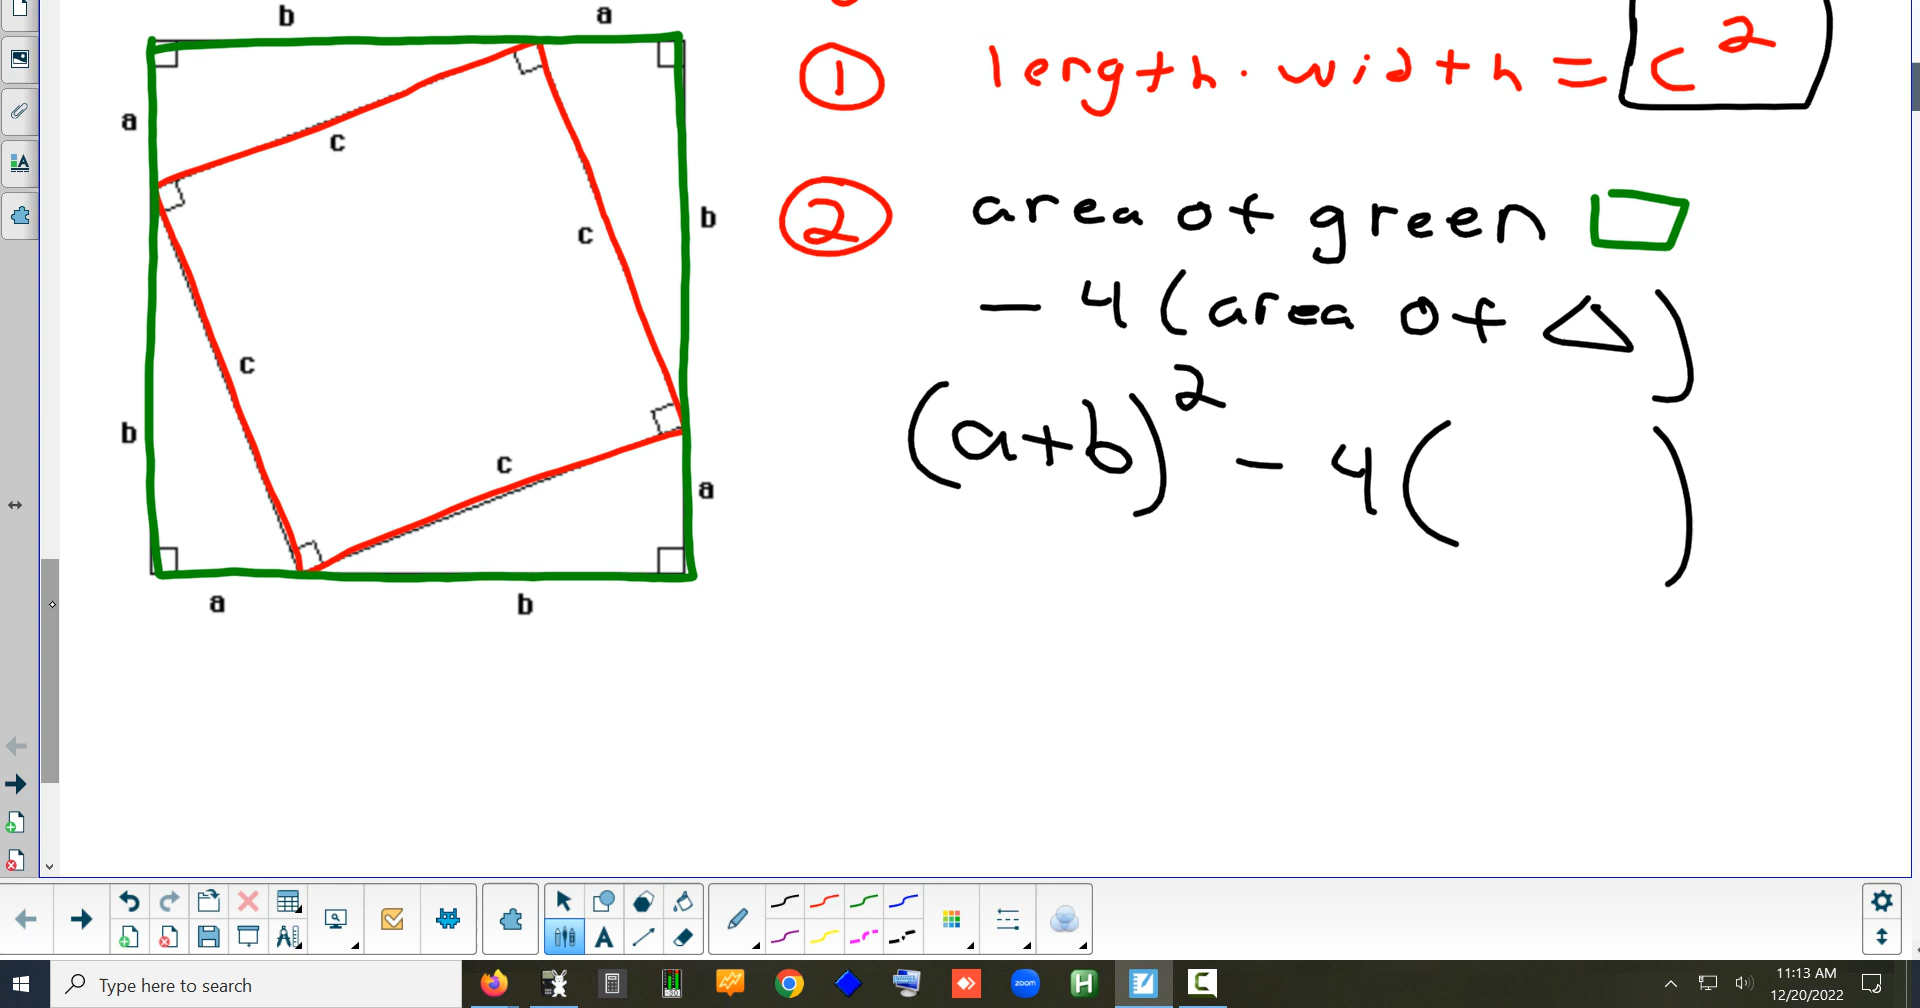 b a
① length · width = c²
a
c
② area of green
c b
- 4 ( area of △ )
c
(a+b)² - 4 ( )
b
c
a
a b
Type here to search
zoom
H
C
11:13 AM
12/20/2022